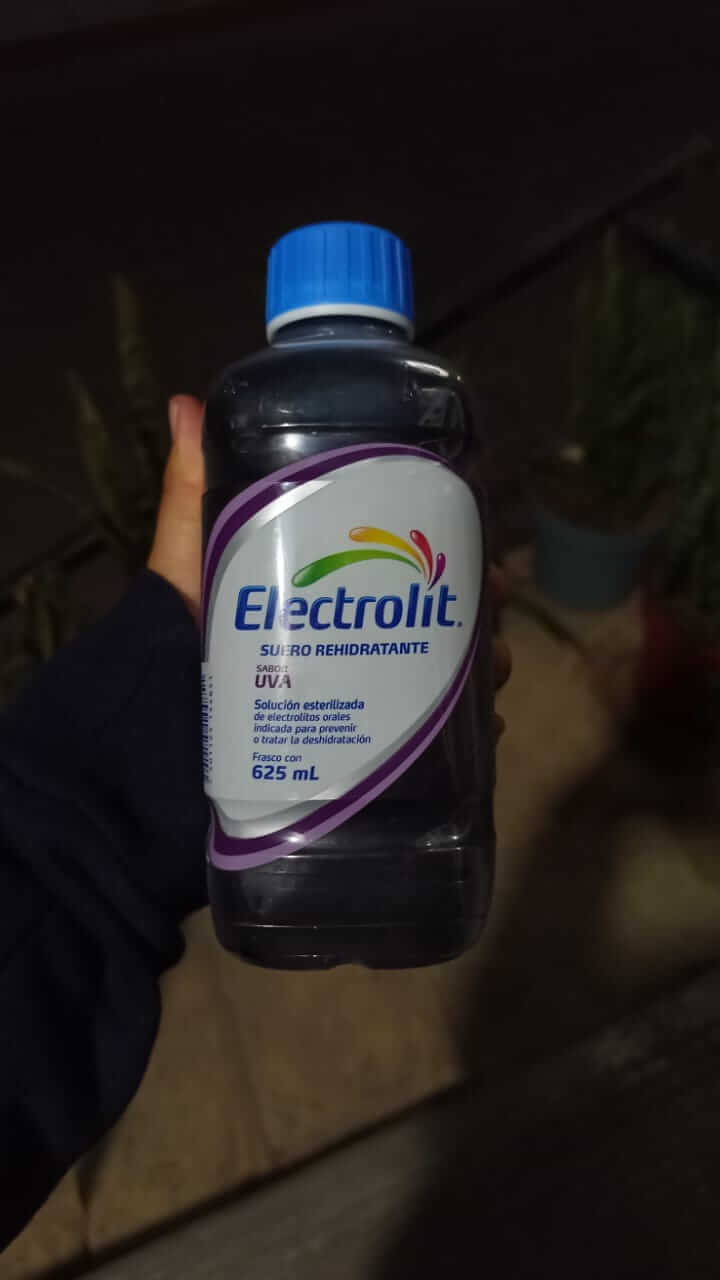 Electrolit.
SUERO REHIDRATANTE
SABOR
UVA
Solución esterilizada
de electrolitos orales
indicada para prevenir
o tratar la deshidratación
Frasco con
625 mL